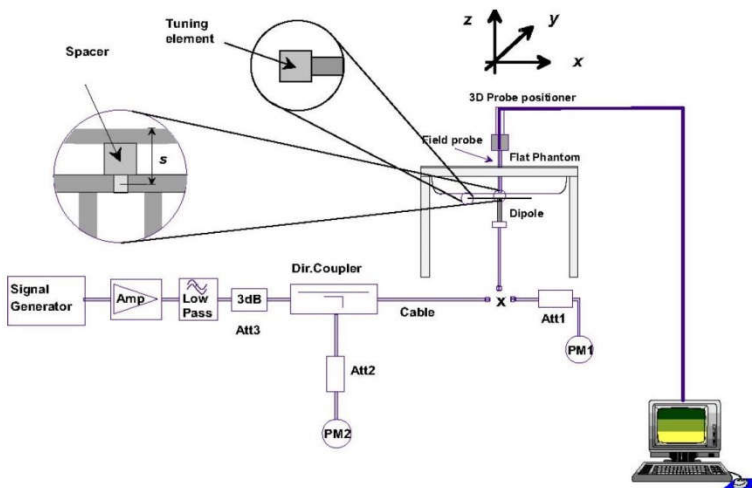 Tuning
element
z
y
x
Spacer
3D Probe positioner
Field probe
s
Flat Phantom
Dipole
Dir.Coupler
Signal
Generator
Amp
Low
Pass
3dB
Cable
x
Att3
Att1
PM1
Att2
PM2